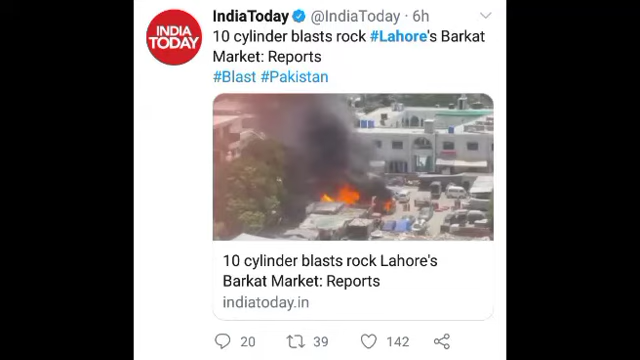 INDIA
TODAY
IndiaToday @IndiaToday · 6h
10 cylinder blasts rock #Lahore's Barkat
Market: Reports
#Blast #Pakistan
10 cylinder blasts rock Lahore's
Barkat Market: Reports
indiatoday.in
20 39 142